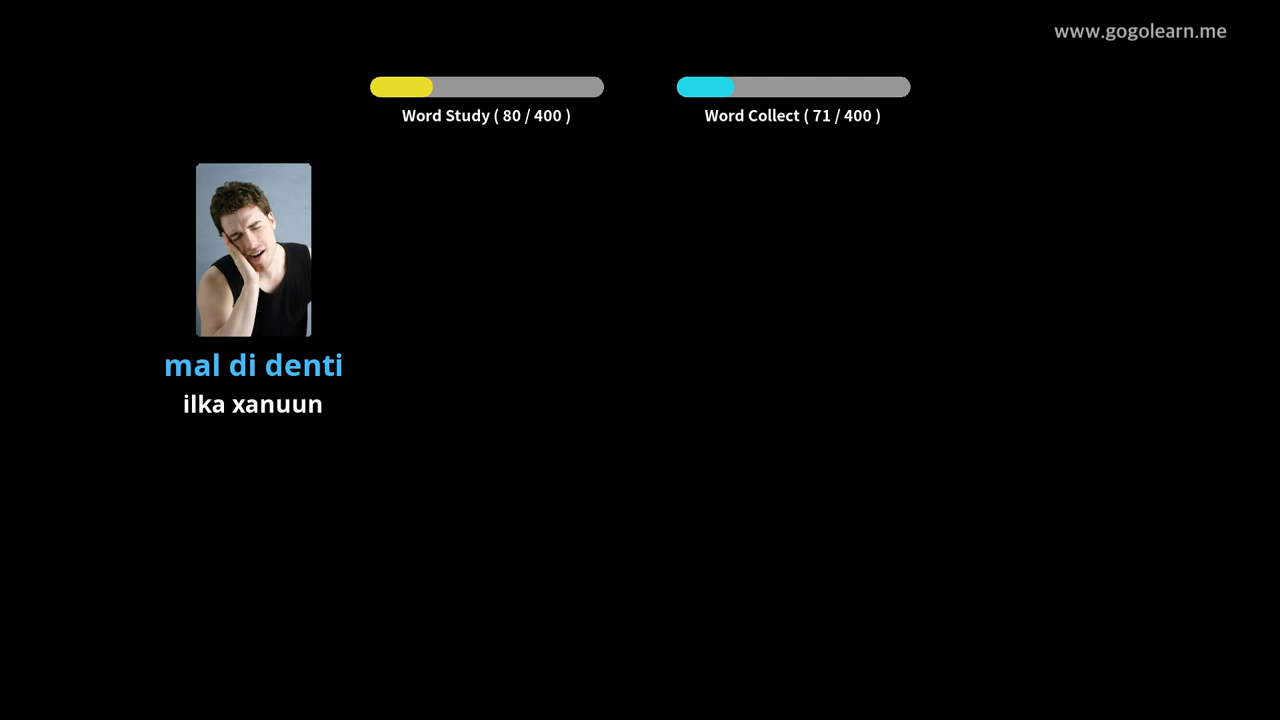 www.gogolearn.me
Word Study ( 80 / 400 )
Word Collect ( 71 / 400 )
mal di denti
ilka xanuun